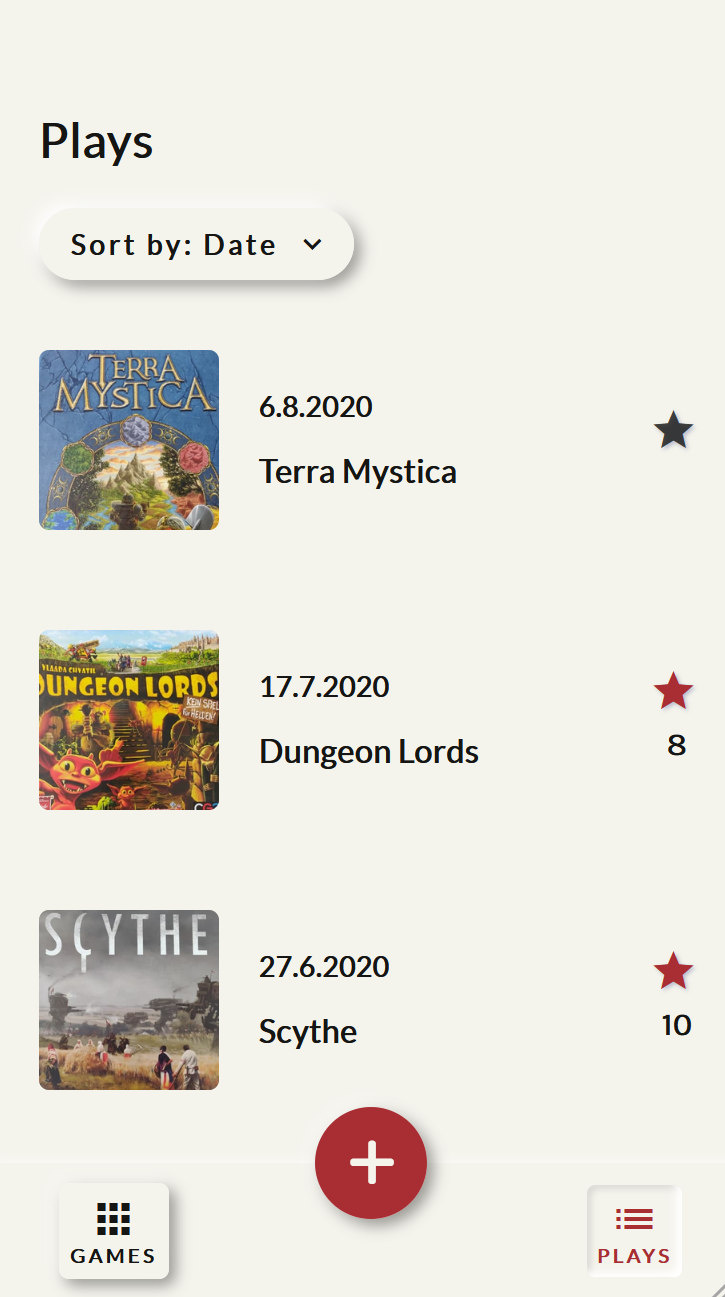 Plays
Sort by: Date
TERRA
MYSTICA
6.8.2020
Terra Mystica
VLAADA CHVATIL
DUNGEON LORDS
KEIN SPIEL
FÜR HELDEN!
17.7.2020
Dungeon Lords
8
SCYTHE
27.6.2020
Scythe
10
GAMES
PLAYS